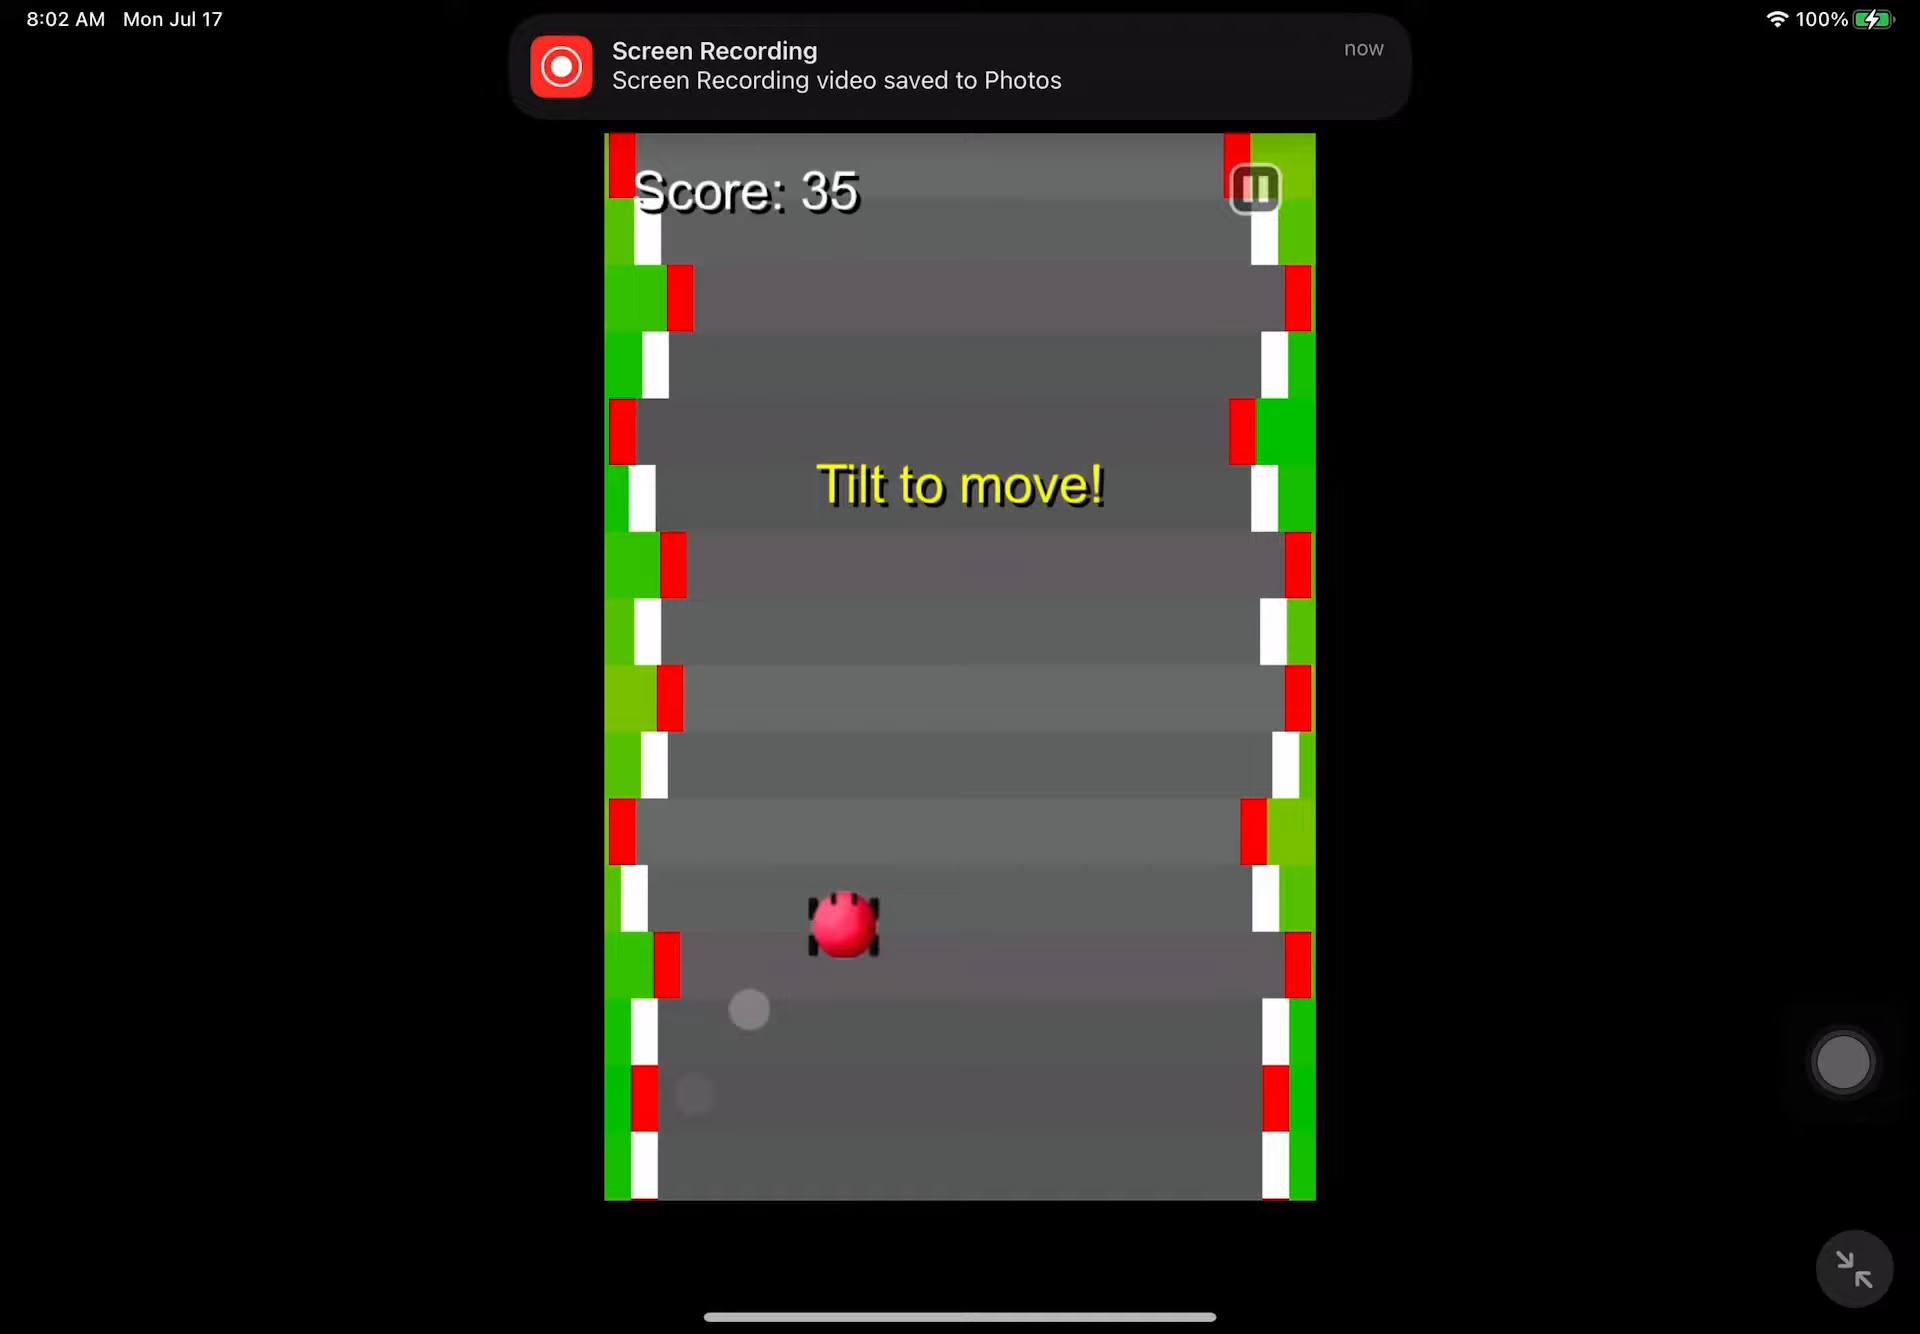 8:02 AM Mon Jul 17
Screen Recording
now
Screen Recording video saved to Photos
100%
Score: 35
Tilt to move!